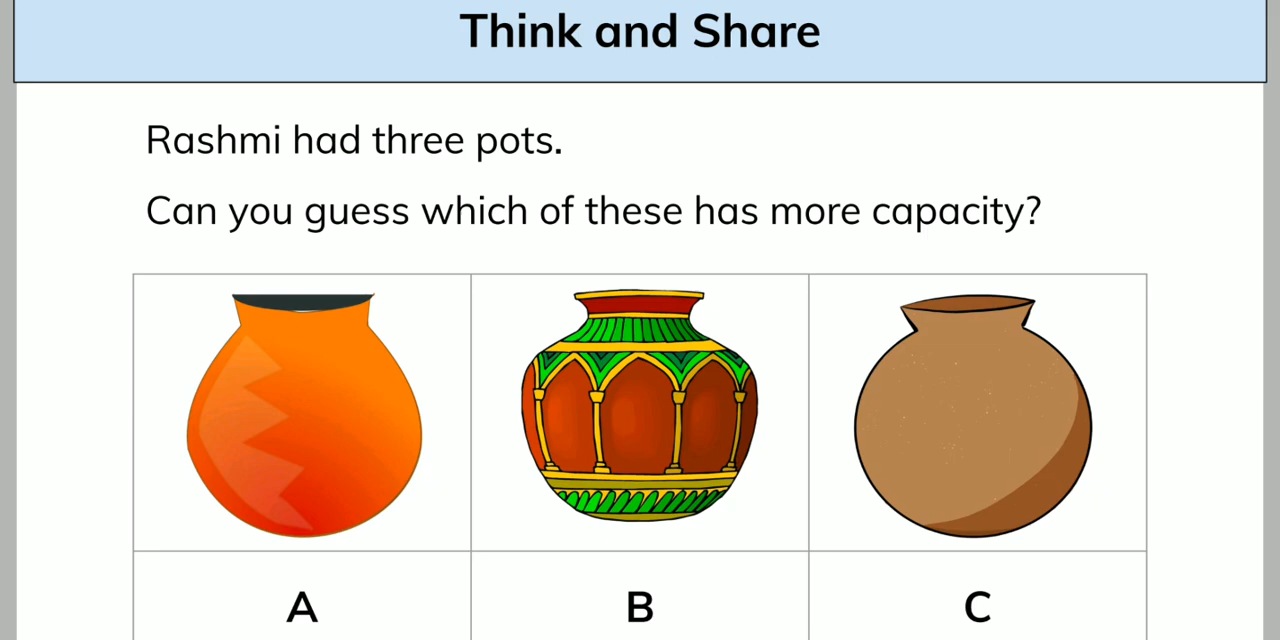 Think and Share
Rashmi had three pots.
Can you guess which of these has more capacity?
A
B
C